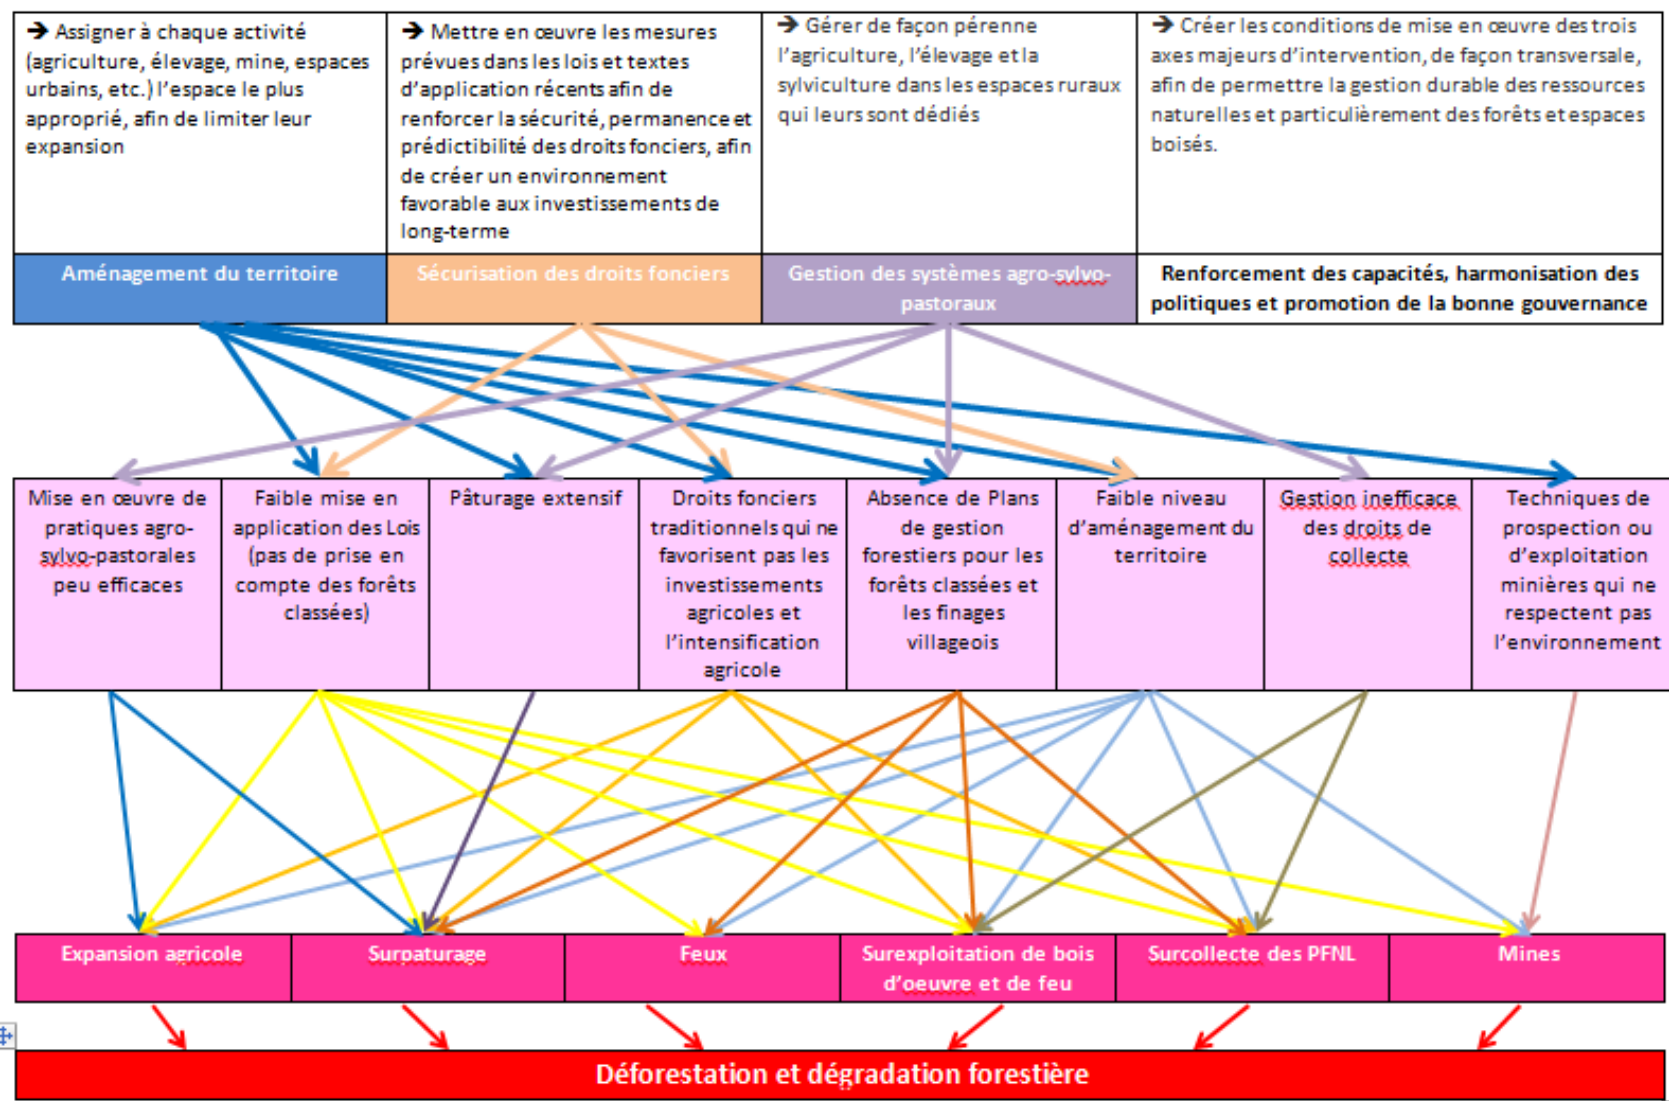 ➔ Assigner à chaque activité
(agriculture, élevage, mine, espaces
urbains, etc.) l'espace le plus
approprié, afin de limiter leur
expansion
➔ Mettre en œuvre les mesures
prévues dans les lois et textes
d'application récents afin de
renforcer la sécurité, permanence et
prédictibilité des droits fonciers, afin
de créer un environnement
favorable aux investissements de
long-terme
➔ Gérer de façon pérenne
l'agriculture, l'élevage et la
sylviculture dans les espaces ruraux
qui leurs sont dédiés
➔ Créer les conditions de mise en œuvre des trois
axes majeurs d'intervention, de façon transversale,
afin de permettre la gestion durable des ressources
naturelles et particulièrement des forêts et espaces
boisés.
Aménagement du territoire
Sécurisation des droits fonciers
Gestion des systèmes agro-sylvo-
pastoraux
Renforcement des capacités, harmonisation des
politiques et promotion de la bonne gouvernance
Mise en œuvre de
pratiques agro-
sylvo-pastorales
peu efficaces
Faible mise en
application des Lois
(pas de prise en
compte des forêts
classées)
Pâturage extensif
Droits fonciers
traditionnels qui ne
favorisent pas les
investissements
agricoles et
l'intensification
agricole
Absence de Plans
de gestion
forestiers pour les
forêts classées et
les finages
villageois
Faible niveau
d'aménagement du
territoire
Gestion inefficace
des droits de
collecte
Techniques de
prospection ou
d'exploitation
minières qui ne
respectent pas
l'environnement
Expansion agricole
Surpaturage
Feux
Surexploitation de bois
d'oeuvre et de feu
Surcollecte des PFNL
Mines
Déforestation et dégradation forestière